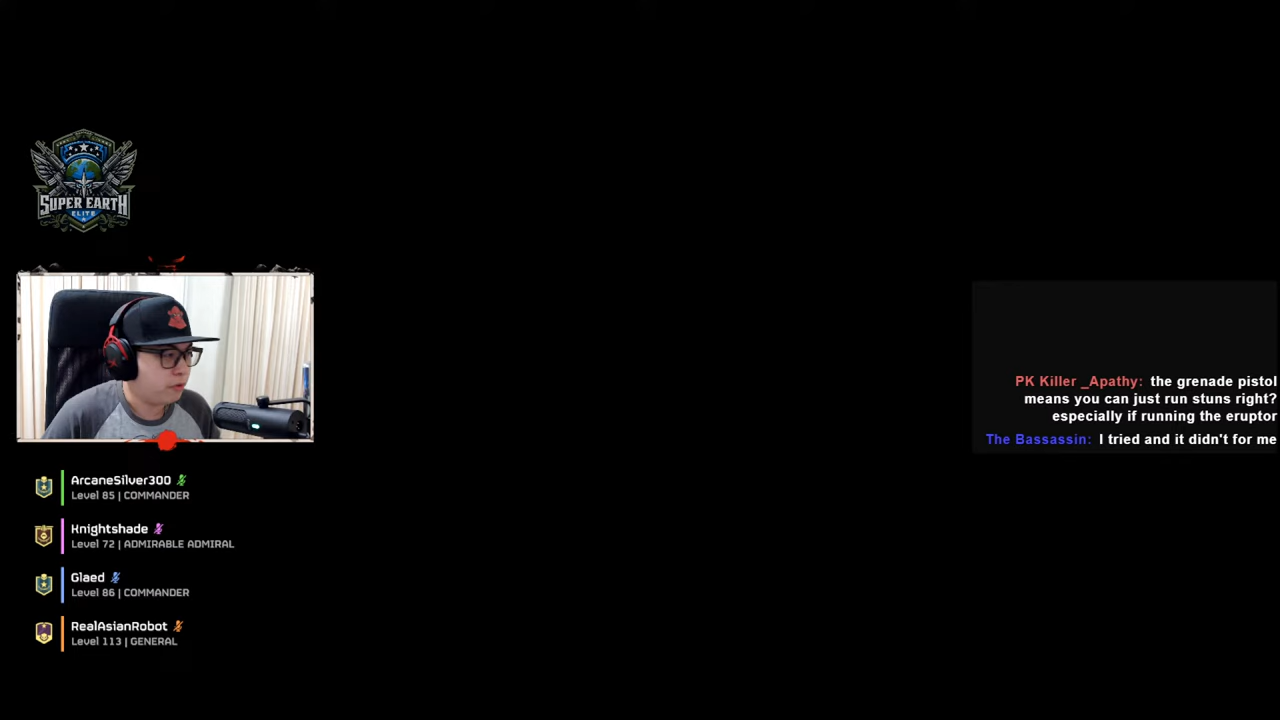 SUPER EARTH
ELITE
PK Killer _Apathy: the grenade pistol
means you can just run stuns right?
especially if running the eruptor
The Bassassin: I tried and it didn't for me
ArcaneSilver300
Level 85 | COMMANDER
Knightshade
Level 72 | ADMIRABLE ADMIRAL
Glaed
Level 86 | COMMANDER
RealAsianRobot
Level 113 | GENERAL